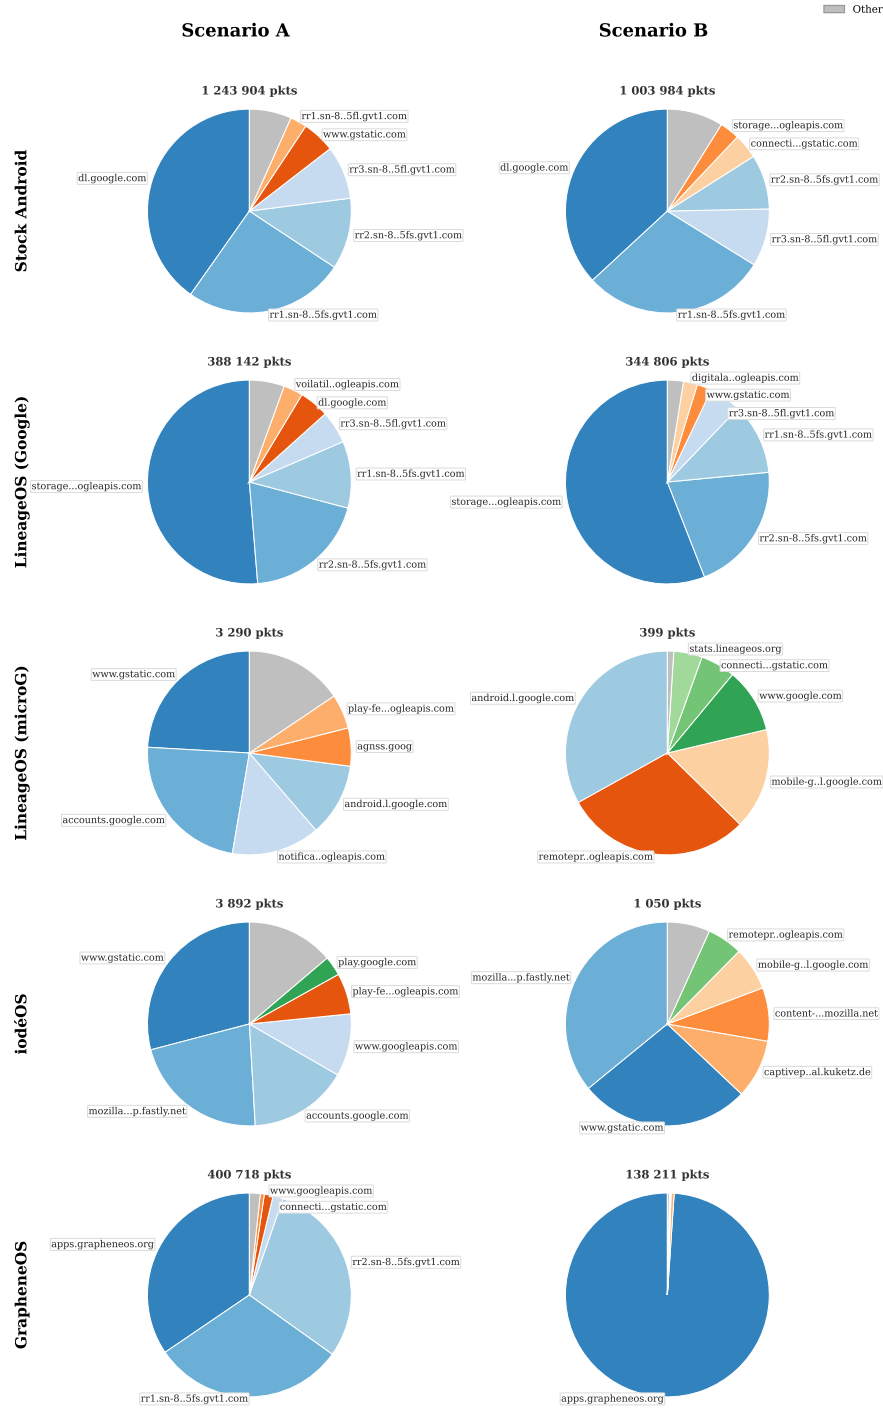 Other
Scenario A
Scenario B
Stock Android
1 243 904 pkts
rr1.sn-8..5fl.gvt1.com
www.gstatic.com
rr3.sn-8..5fl.gvt1.com
rr2.sn-8..5fs.gvt1.com
rr1.sn-8..5fs.gvt1.com
dl.google.com
1 003 984 pkts
storage...ogleapis.com
connecti...gstatic.com
rr2.sn-8..5fs.gvt1.com
rr3.sn-8..5fl.gvt1.com
rr1.sn-8..5fs.gvt1.com
dl.google.com
LineageOS (Google)
388 142 pkts
voilatil..ogleapis.com
dl.google.com
rr3.sn-8..5fl.gvt1.com
rr1.sn-8..5fs.gvt1.com
rr2.sn-8..5fs.gvt1.com
storage...ogleapis.com
344 806 pkts
digitala..ogleapis.com
www.gstatic.com
rr3.sn-8..5fl.gvt1.com
rr1.sn-8..5fs.gvt1.com
rr2.sn-8..5fs.gvt1.com
storage...ogleapis.com
LineageOS (microG)
3 290 pkts
play-fe...ogleapis.com
agnss.goog
android.l.google.com
notifica..ogleapis.com
accounts.google.com
www.gstatic.com
399 pkts
stats.lineageos.org
connecti...gstatic.com
www.google.com
mobile-g..l.google.com
remotepr..ogleapis.com
android.l.google.com
iodéOS
3 892 pkts
play.google.com
play-fe...ogleapis.com
www.googleapis.com
accounts.google.com
mozilla...p.fastly.net
www.gstatic.com
1 050 pkts
remotepr..ogleapis.com
mobile-g..l.google.com
content-...mozilla.net
captivep..al.kuketz.de
www.gstatic.com
mozilla...p.fastly.net
GrapheneOS
400 718 pkts
www.googleapis.com
connecti...gstatic.com
rr2.sn-8..5fs.gvt1.com
rr1.sn-8..5fs.gvt1.com
apps.grapheneos.org
138 211 pkts
apps.grapheneos.org